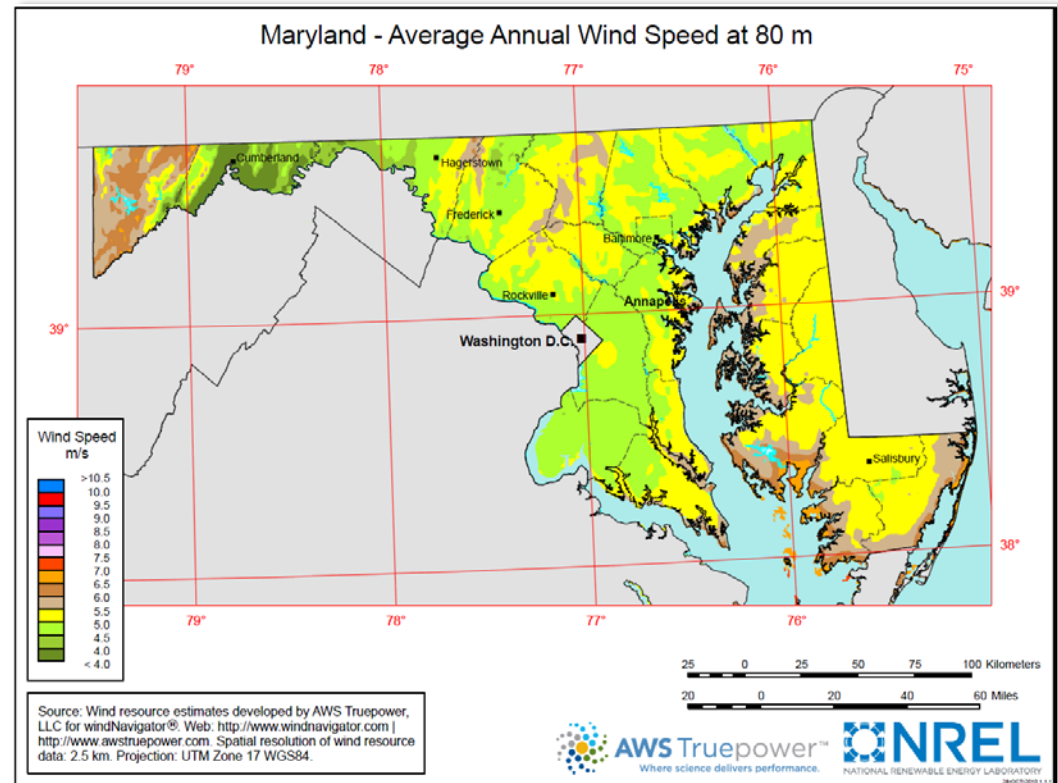 Maryland - Average Annual Wind Speed at 80 m
79° 78° 77° 76° 75°
Cumberland
Hagerstown
Frederick
Baltimore
Rockville
Annapolis
39° 39°
Washington D.C.
Salisbury
38°
79° 78° 77° 76°
Wind Speed
m/s
>10.5
10.0
9.5
9.0
8.5
8.0
7.5
7.0
6.5
6.0
5.5
5.0
4.5
< 4.0
25 0 25 50 75 100 Kilometers
20 0 20 40 60 Miles
Source: Wind resource estimates developed by AWS Truepower,
LLC for windNavigator®. Web: http://www.windnavigator.com |
http://www.awstruepower.com. Spatial resolution of wind resource
data: 2.5 km. Projection: UTM Zone 17 WGS84.
AWS Truepower™
Where science delivers performance.
NREL
NATIONAL RENEWABLE ENERGY LABORATORY